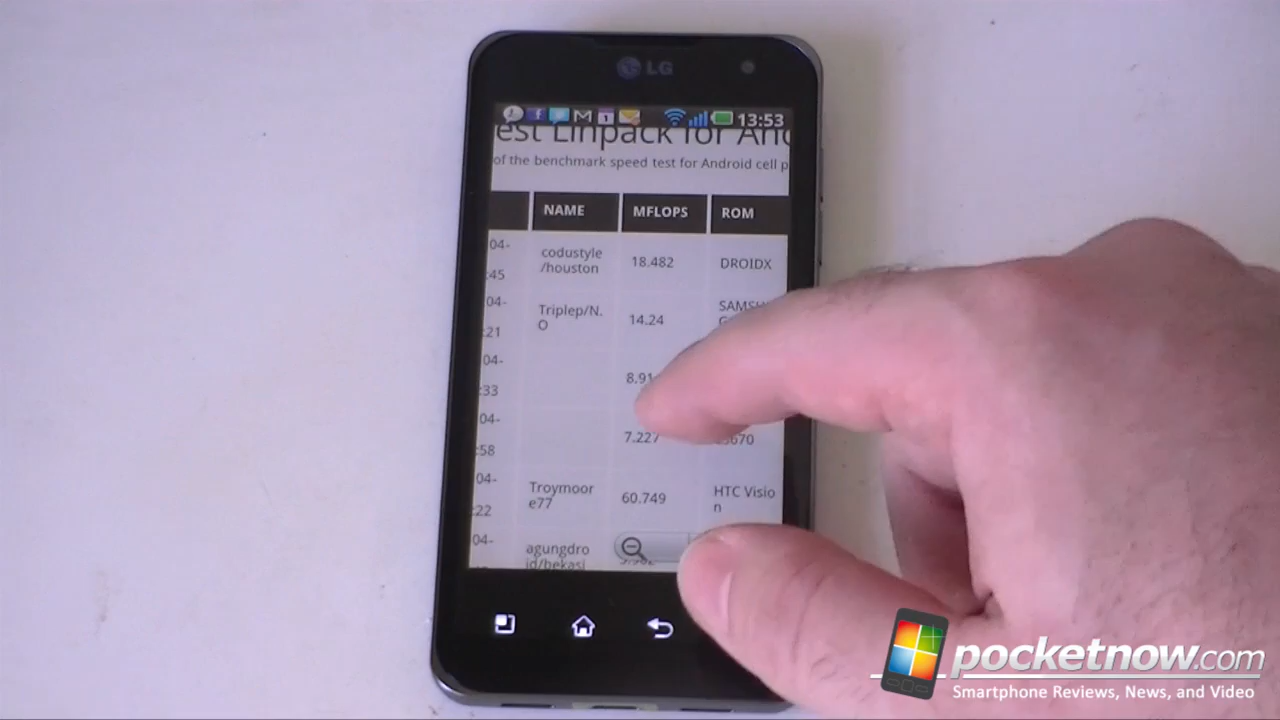 LG
13:53
est Linpack for And
of the benchmark speed test for Android cell p
NAME MFLOPS ROM
04-
codustyle
/houston
18.482 DROIDX
:45
04-
Triplep/N.
O
14.24
SAMSU
:21
04-
8.91
:33
04-
7.227
670
:58
04-
Troymoor
e77
60.749
HTC Visio
n
:22
04-
agungdro
id/bekasi
pocketnow.com
Smartphone Reviews, News, and Video